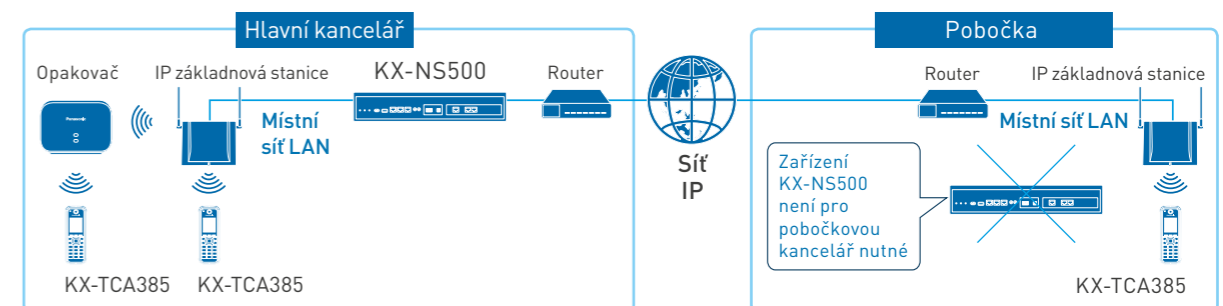 Hlavní kancelář
Opakovač
IP základnová stanice
KX-NS500
Router
Místní
síť LAN
Panasonic
KX-TCA385
KX-TCA385
Síť
IP
Pobočka
Router
IP základnová stanice
Místní síť LAN
Zařízení
KX-NS500
není pro
pobočkovou
kancelář nutné
KX-TCA385